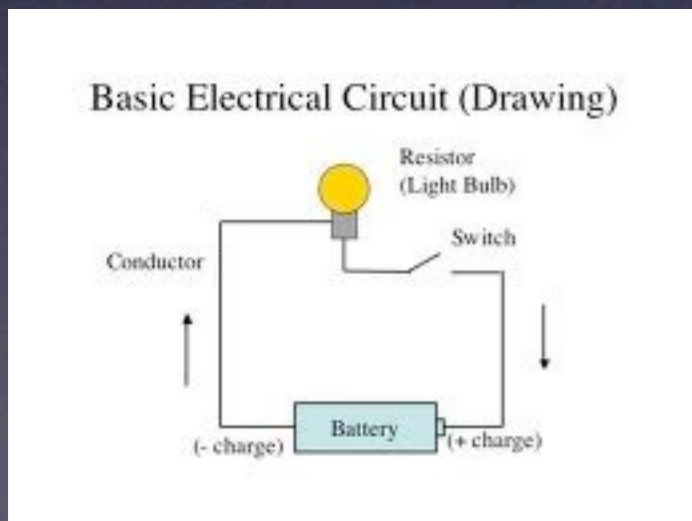 Basic Electrical Circuit (Drawing)
Resistor
(Light Bulb)
Switch
Conductor
Battery
(- charge)
(+ charge)